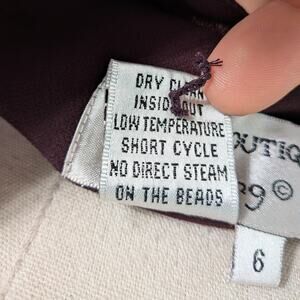 DRY CLEAN
INSIDE OUT
LOW TEMPERATURE
SHORT CYCLE
NO DIRECT STEAM
ON THE BEADS
6